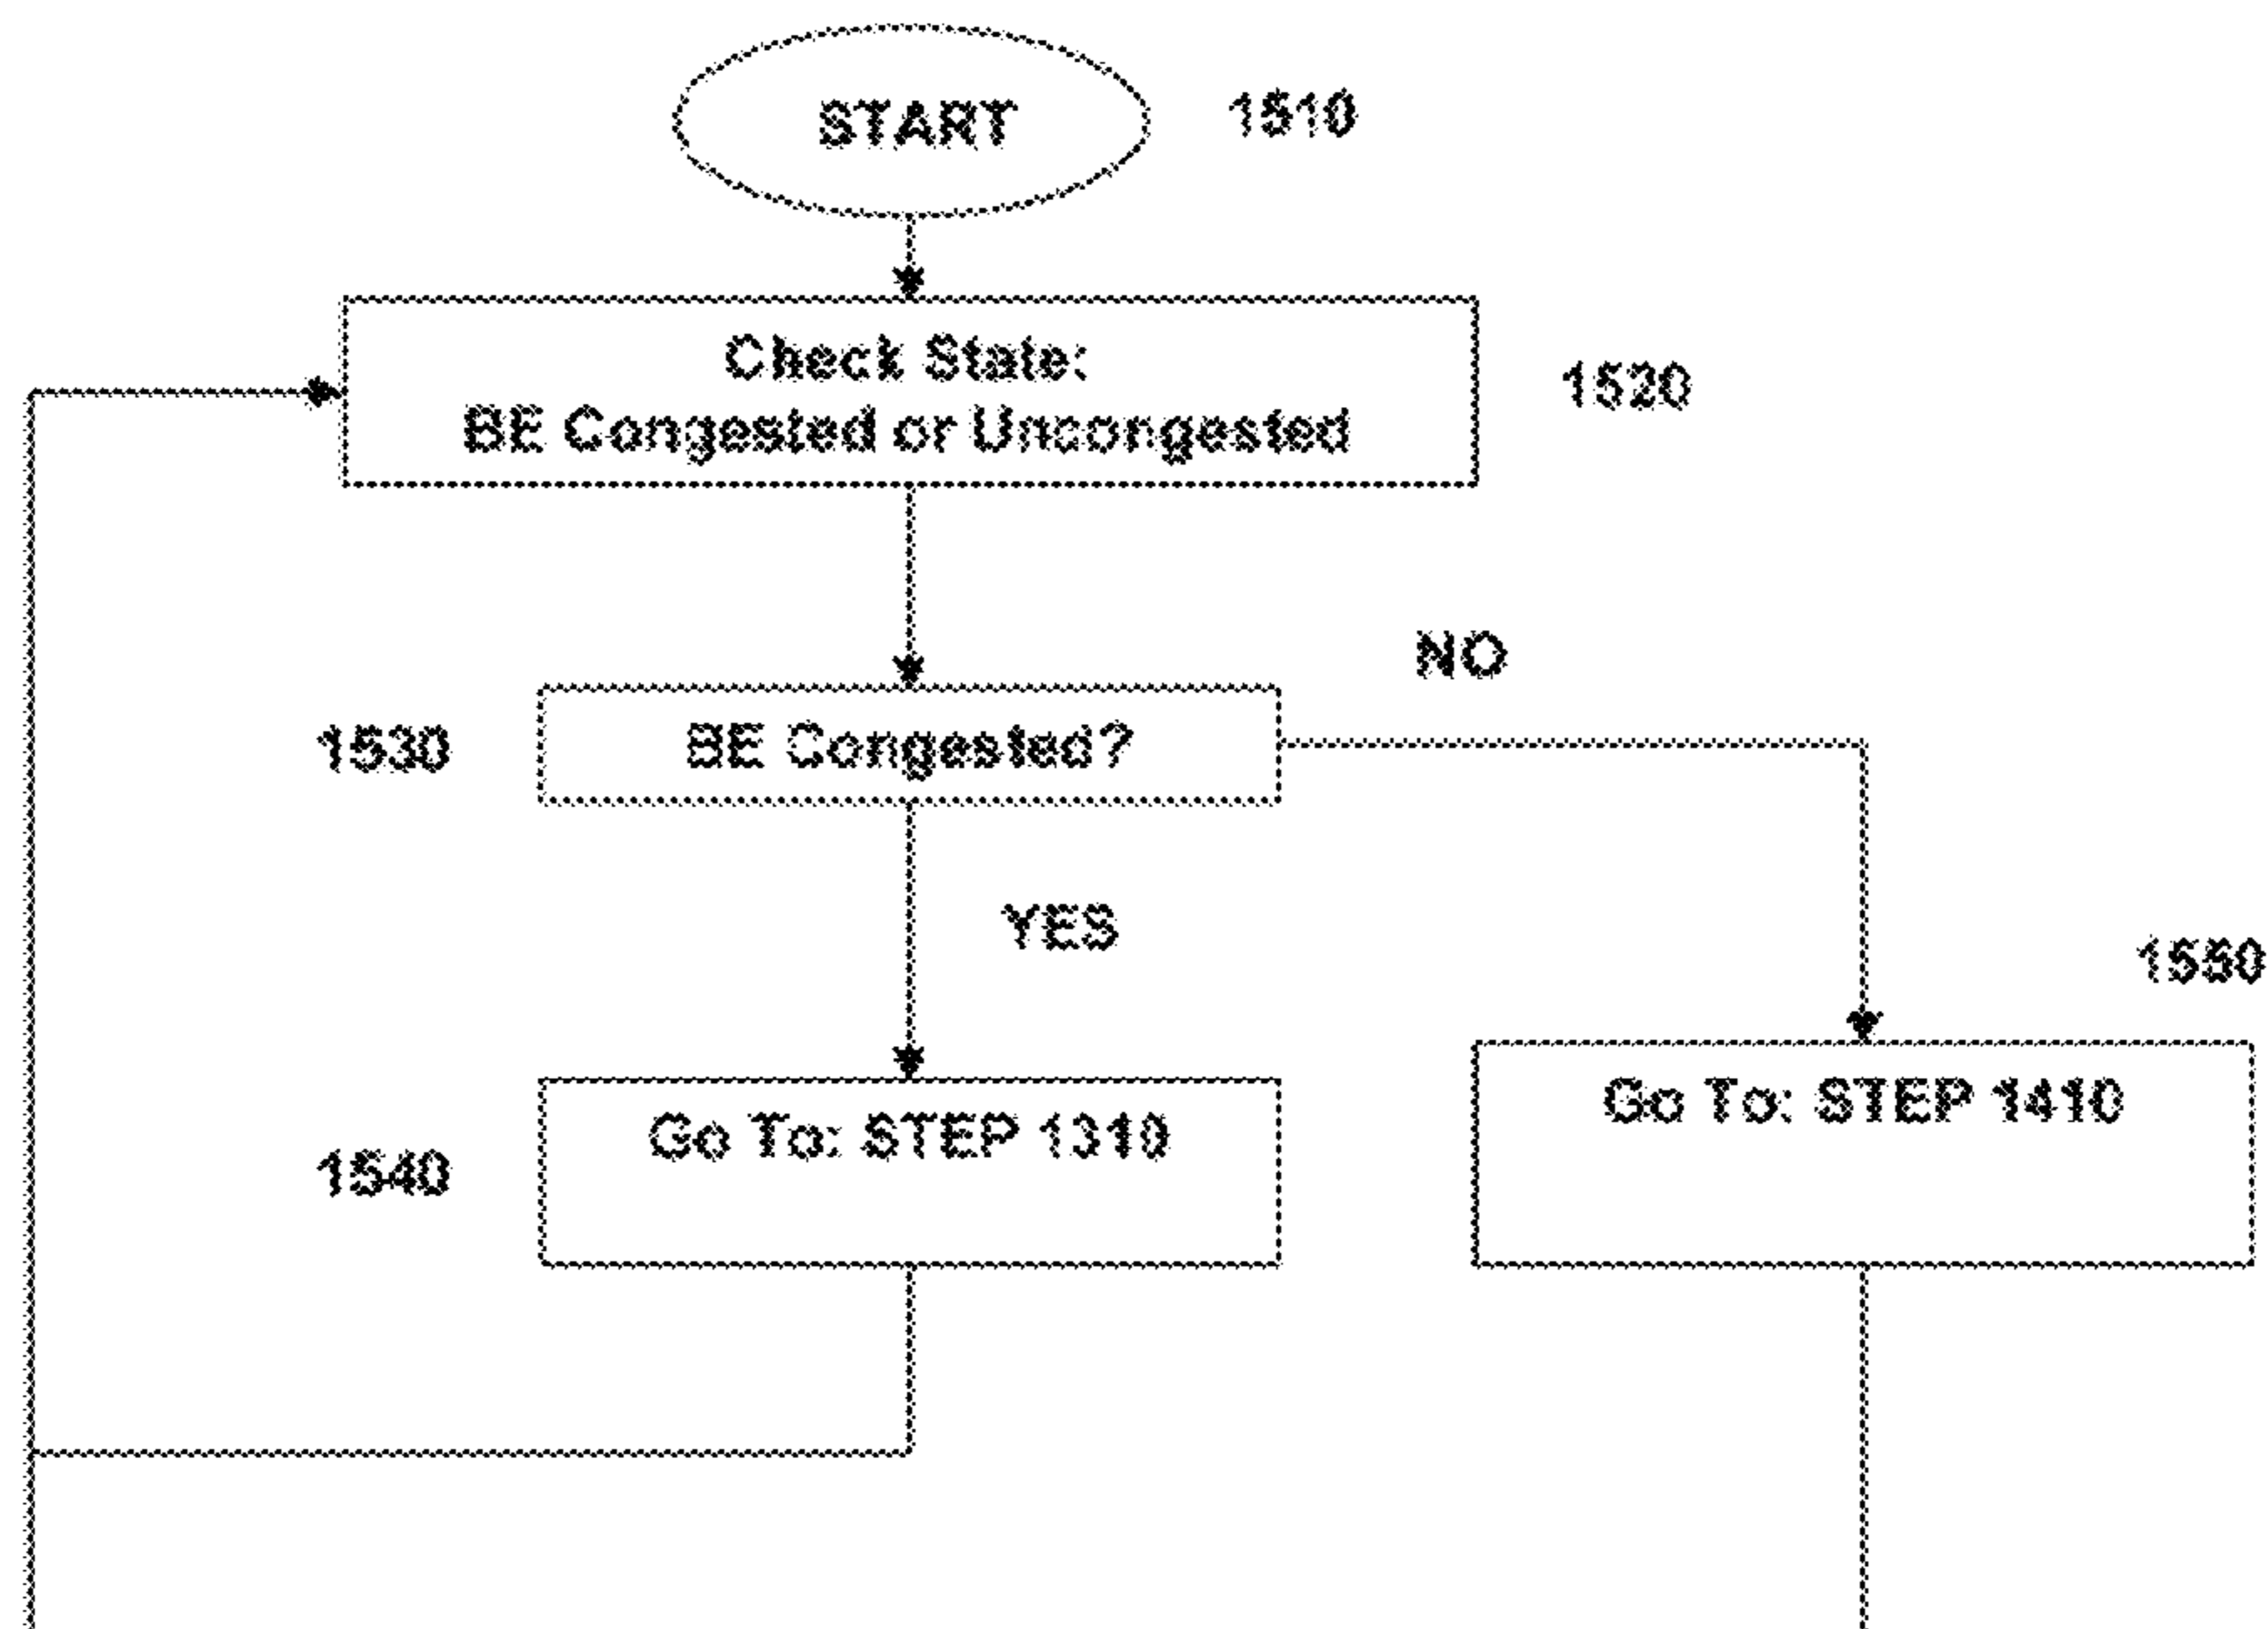 START
1510
Check State:
BE Congested or Uncongested
1520
NO
1530
BE Congested?
YES
1550
Go To: STEP 1410
Go To: STEP 1310
1540